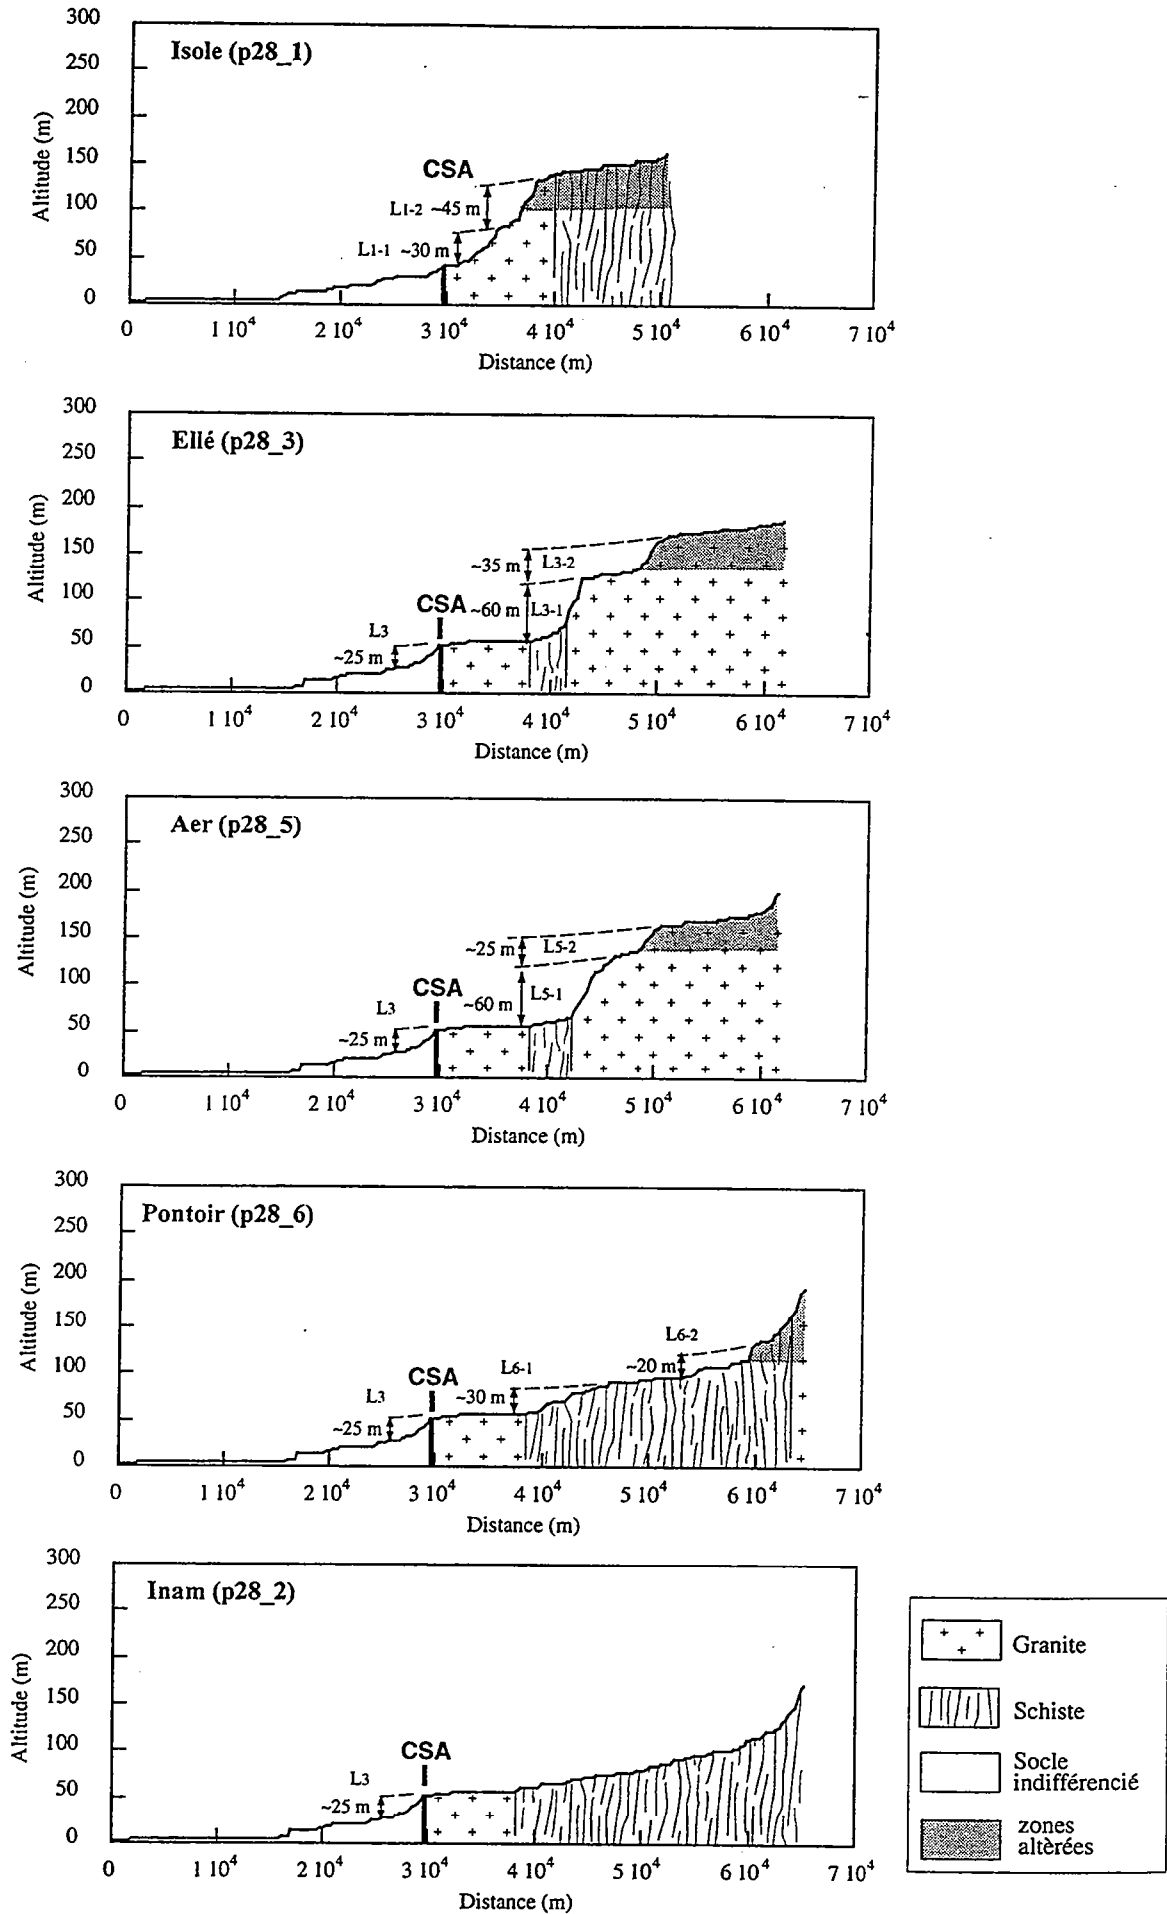 300
Isole (p28_1)
250
200
150
100
50
0
Altitude (m)
CSA
L1-2 ~45 m
L1-1 ~30 m
0 1 10⁴ 2 10⁴ 3 10⁴ 4 10⁴ 5 10⁴ 6 10⁴ 7 10⁴
Distance (m)
300
Ellé (p28_3)
250
200
150
100
50
0
Altitude (m)
~35 m L3-2
CSA ~60 m L3-1
L3
~25 m
0 1 10⁴ 2 10⁴ 3 10⁴ 4 10⁴ 5 10⁴ 6 10⁴ 7 10⁴
Distance (m)
300
Aer (p28_5)
250
200
150
100
50
0
Altitude (m)
~25 m L5-2
CSA
~60 m L5-1
L3
~25 m
0 1 10⁴ 2 10⁴ 3 10⁴ 4 10⁴ 5 10⁴ 6 10⁴ 7 10⁴
Distance (m)
300
Pontoir (p28_6)
250
200
150
100
50
0
Altitude (m)
L6-2
~20 m
CSA
L6-1
~30 m
L3
~25 m
0 1 10⁴ 2 10⁴ 3 10⁴ 4 10⁴ 5 10⁴ 6 10⁴ 7 10⁴
Distance (m)
300
Inam (p28_2)
250
200
150
100
50
0
Altitude (m)
CSA
L3
~25 m
0 1 10⁴ 2 10⁴ 3 10⁴ 4 10⁴ 5 10⁴ 6 10⁴ 7 10⁴
Distance (m)
Granite
Schiste
Socle
indifférencié
zones
altèrées